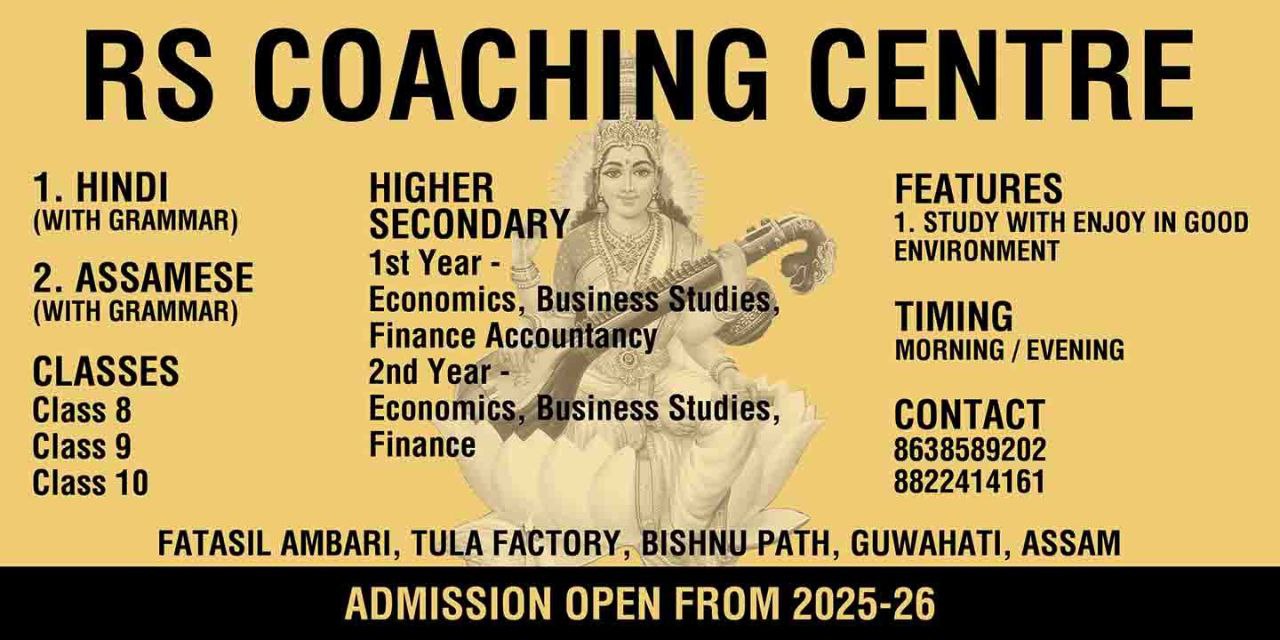 RS COACHING CENTRE
1. HINDI
(WITH GRAMMAR)
2. ASSAMESE
(WITH GRAMMAR)
CLASSES
Class 8
Class 9
Class 10
HIGHER
SECONDARY
1st Year -
Economics, Business Studies,
Finance Accountancy
2nd Year -
Economics, Business Studies,
Finance
FEATURES
1. STUDY WITH ENJOY IN GOOD
ENVIRONMENT
TIMING
MORNING / EVENING
CONTACT
8638589202
8822414161
FATASIL AMBARI, TULA FACTORY, BISHNU PATH, GUWAHATI, ASSAM
ADMISSION OPEN FROM 2025-26